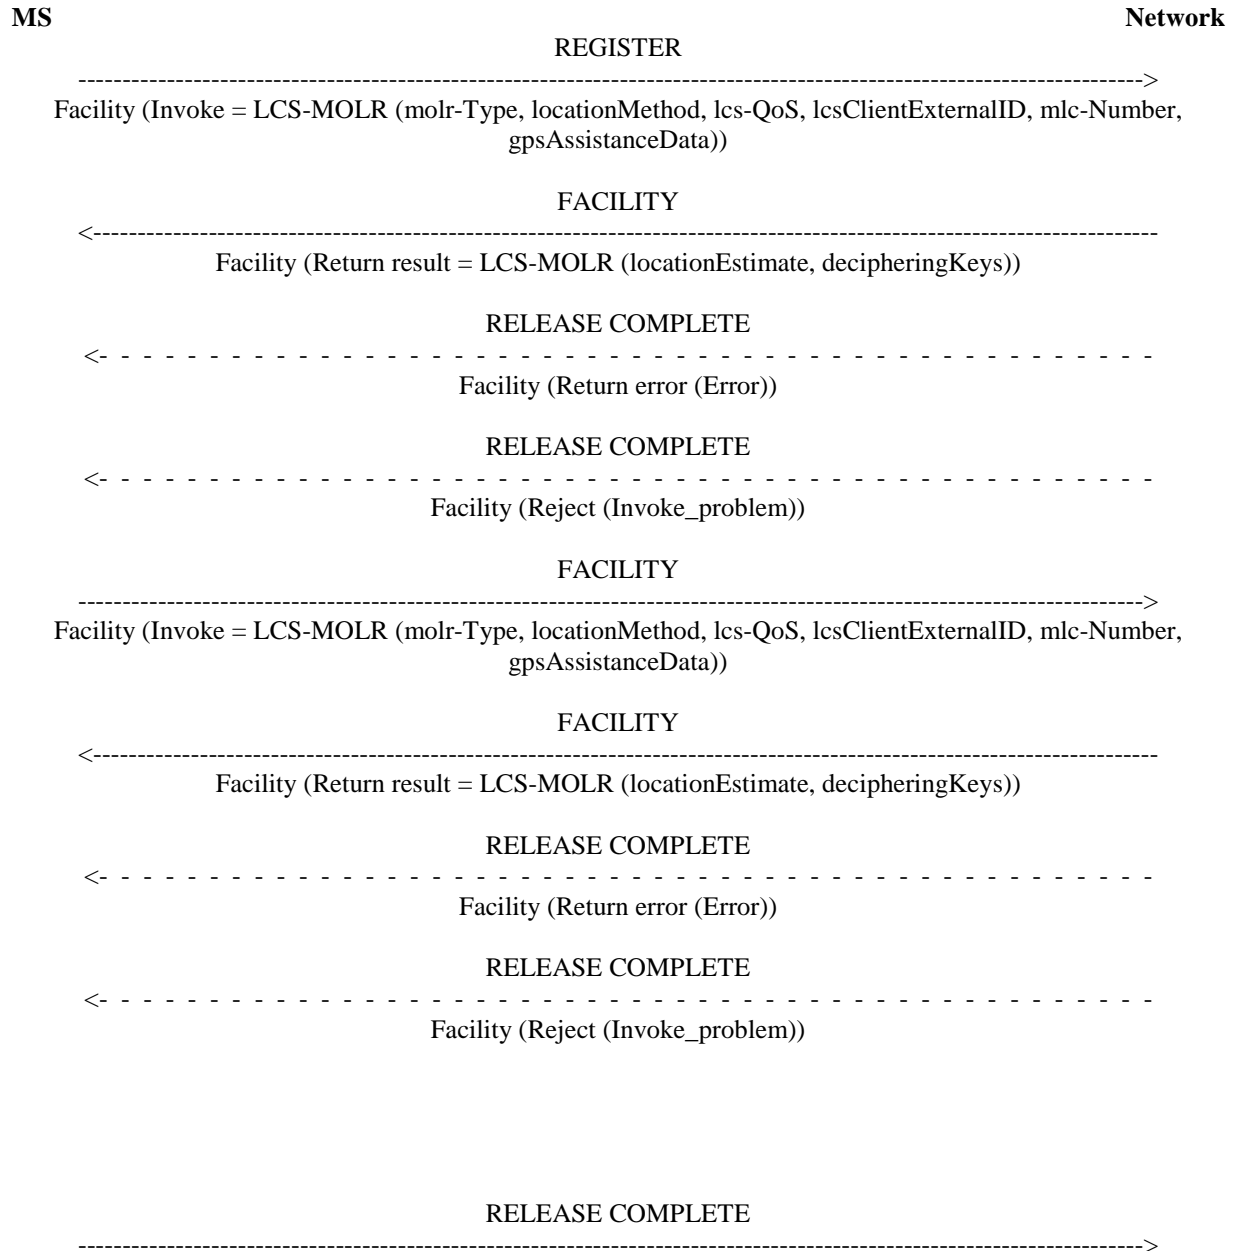 MS Network
REGISTER
------------------------------------------------------------------------------------------------------------------------>
Facility (Invoke = LCS-MOLR (molr-Type, locationMethod, lcs-QoS, lcsClientExternalID, mlc-Number,
gpsAssistanceData))
FACILITY
<------------------------------------------------------------------------------------------------------------------------
Facility (Return result = LCS-MOLR (locationEstimate, decipheringKeys))
RELEASE COMPLETE
<- - - - - - - - - - - - - - - - - - - - - - - - - - - - - - - - - - - - - - - - - - - - - - - - - - - -
Facility (Return error (Error))
RELEASE COMPLETE
<- - - - - - - - - - - - - - - - - - - - - - - - - - - - - - - - - - - - - - - - - - - - - - - - - - - -
Facility (Reject (Invoke_problem))
FACILITY
------------------------------------------------------------------------------------------------------------------------>
Facility (Invoke = LCS-MOLR (molr-Type, locationMethod, lcs-QoS, lcsClientExternalID, mlc-Number,
gpsAssistanceData))
FACILITY
<------------------------------------------------------------------------------------------------------------------------
Facility (Return result = LCS-MOLR (locationEstimate, decipheringKeys))
RELEASE COMPLETE
<- - - - - - - - - - - - - - - - - - - - - - - - - - - - - - - - - - - - - - - - - - - - - - - - - - - -
Facility (Return error (Error))
RELEASE COMPLETE
<- - - - - - - - - - - - - - - - - - - - - - - - - - - - - - - - - - - - - - - - - - - - - - - - - - - -
Facility (Reject (Invoke_problem))
RELEASE COMPLETE
------------------------------------------------------------------------------------------------------------------------>